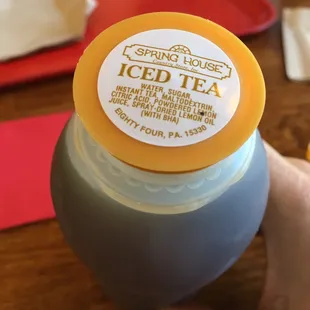 SPRING HOUSE
ICED TEA
WATER, SUGAR,
INSTANT TEA, MALTODEXTRIN
CITRIC ACID, POWDERED LEMON
JUICE, SPRAY-DRIED LEMON OIL
(WITH BHA)
EIGHTY FOUR, PA. 15330